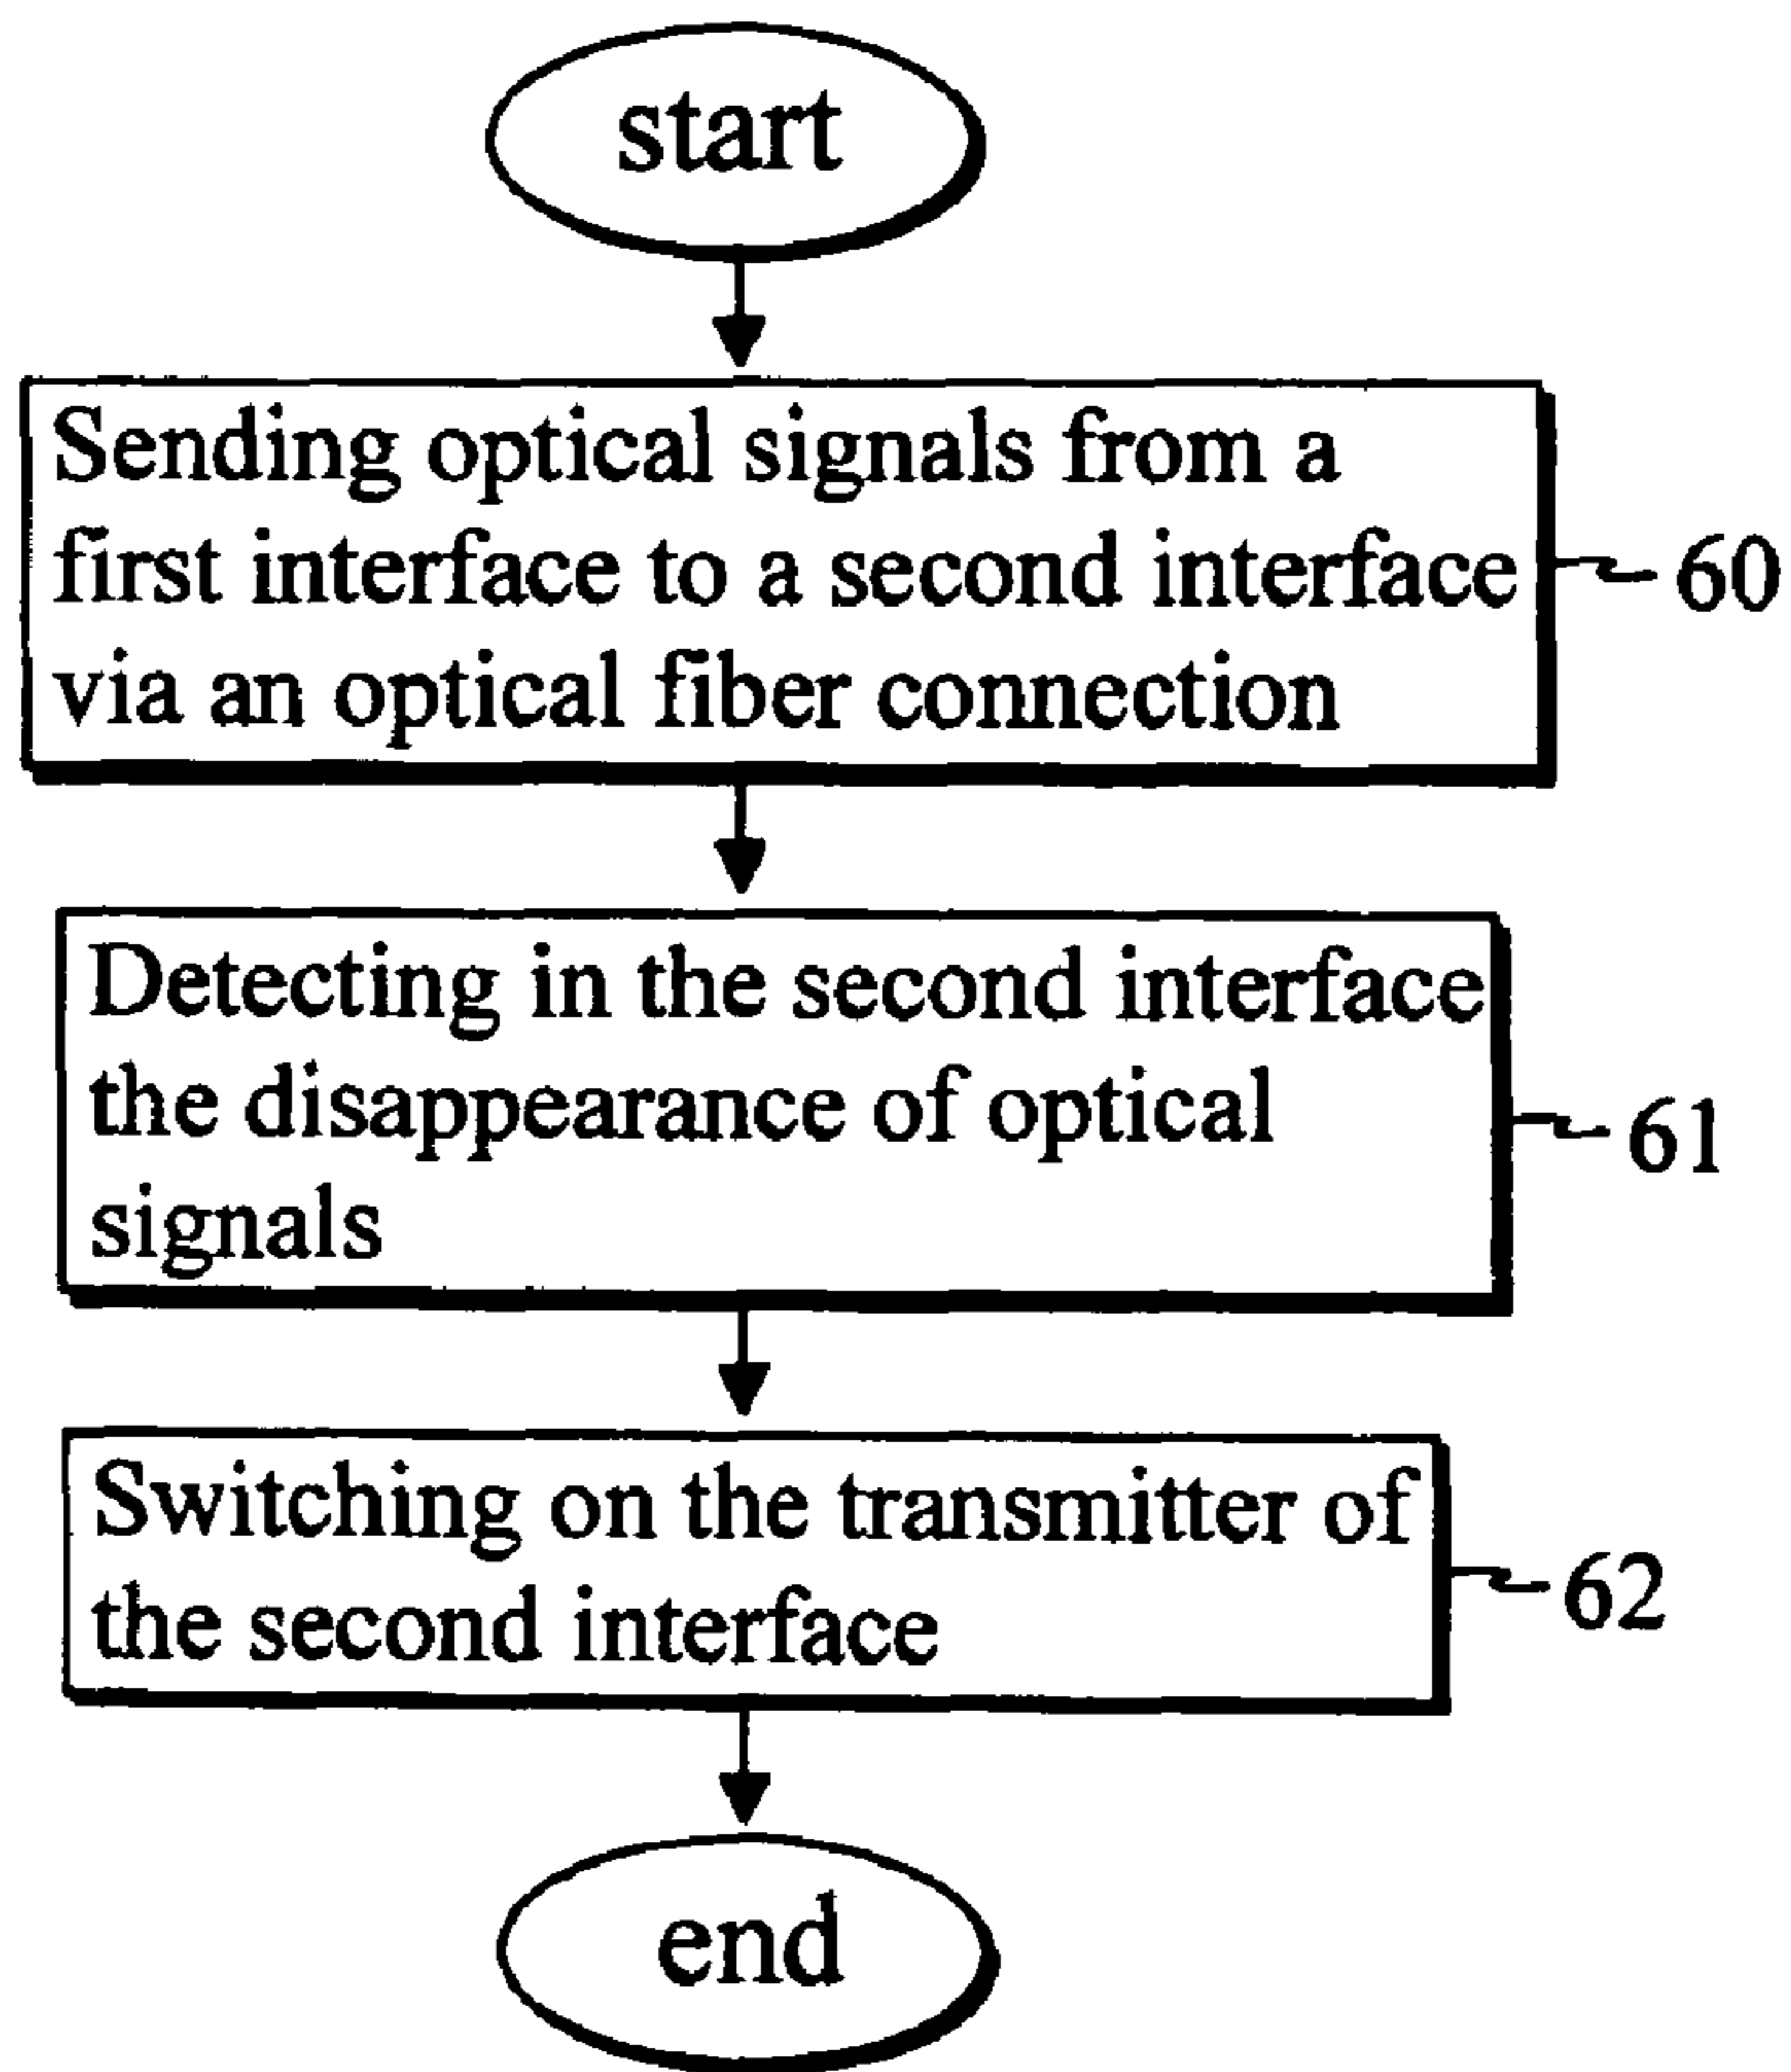 start
Sending optical signals from a
first interface to a second interface
via an optical fiber connection
60
Detecting in the second interface
the disappearance of optical
signals
61
Switching on the transmitter of
the second interface
62
end